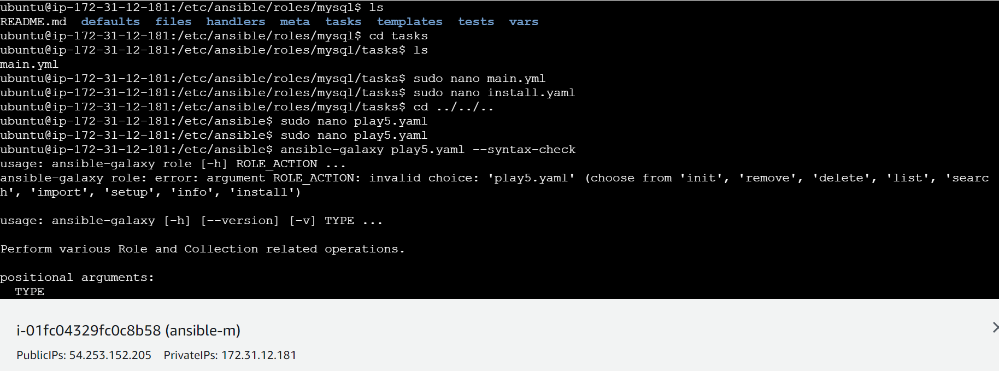 ubuntu@ip-172-31-12-181:/etc/ansible/roles/mysql$ ls
README.md  defaults  files  handlers  meta  tasks  templates  tests  vars
ubuntu@ip-172-31-12-181:/etc/ansible/roles/mysql$ cd tasks
ubuntu@ip-172-31-12-181:/etc/ansible/roles/mysql/tasks$ ls
main.yml
ubuntu@ip-172-31-12-181:/etc/ansible/roles/mysql/tasks$ sudo nano main.yml
ubuntu@ip-172-31-12-181:/etc/ansible/roles/mysql/tasks$ sudo nano install.yaml
ubuntu@ip-172-31-12-181:/etc/ansible/roles/mysql/tasks$ cd ../../..
ubuntu@ip-172-31-12-181:/etc/ansible$ sudo nano play5.yaml
ubuntu@ip-172-31-12-181:/etc/ansible$ sudo nano play5.yaml
ubuntu@ip-172-31-12-181:/etc/ansible$ ansible-galaxy play5.yaml --syntax-check
usage: ansible-galaxy role [-h] ROLE_ACTION ...
ansible-galaxy role: error: argument ROLE_ACTION: invalid choice: 'play5.yaml' (choose from 'init', 'remove', 'delete', 'list', 'searc
h', 'import', 'setup', 'info', 'install')
usage: ansible-galaxy [-h] [--version] [-v] TYPE ...
Perform various Role and Collection related operations.
positional arguments:
  TYPE
i-01fc04329fc0c8b58 (ansible-m)
PublicIPs: 54.253.152.205    PrivateIPs: 172.31.12.181